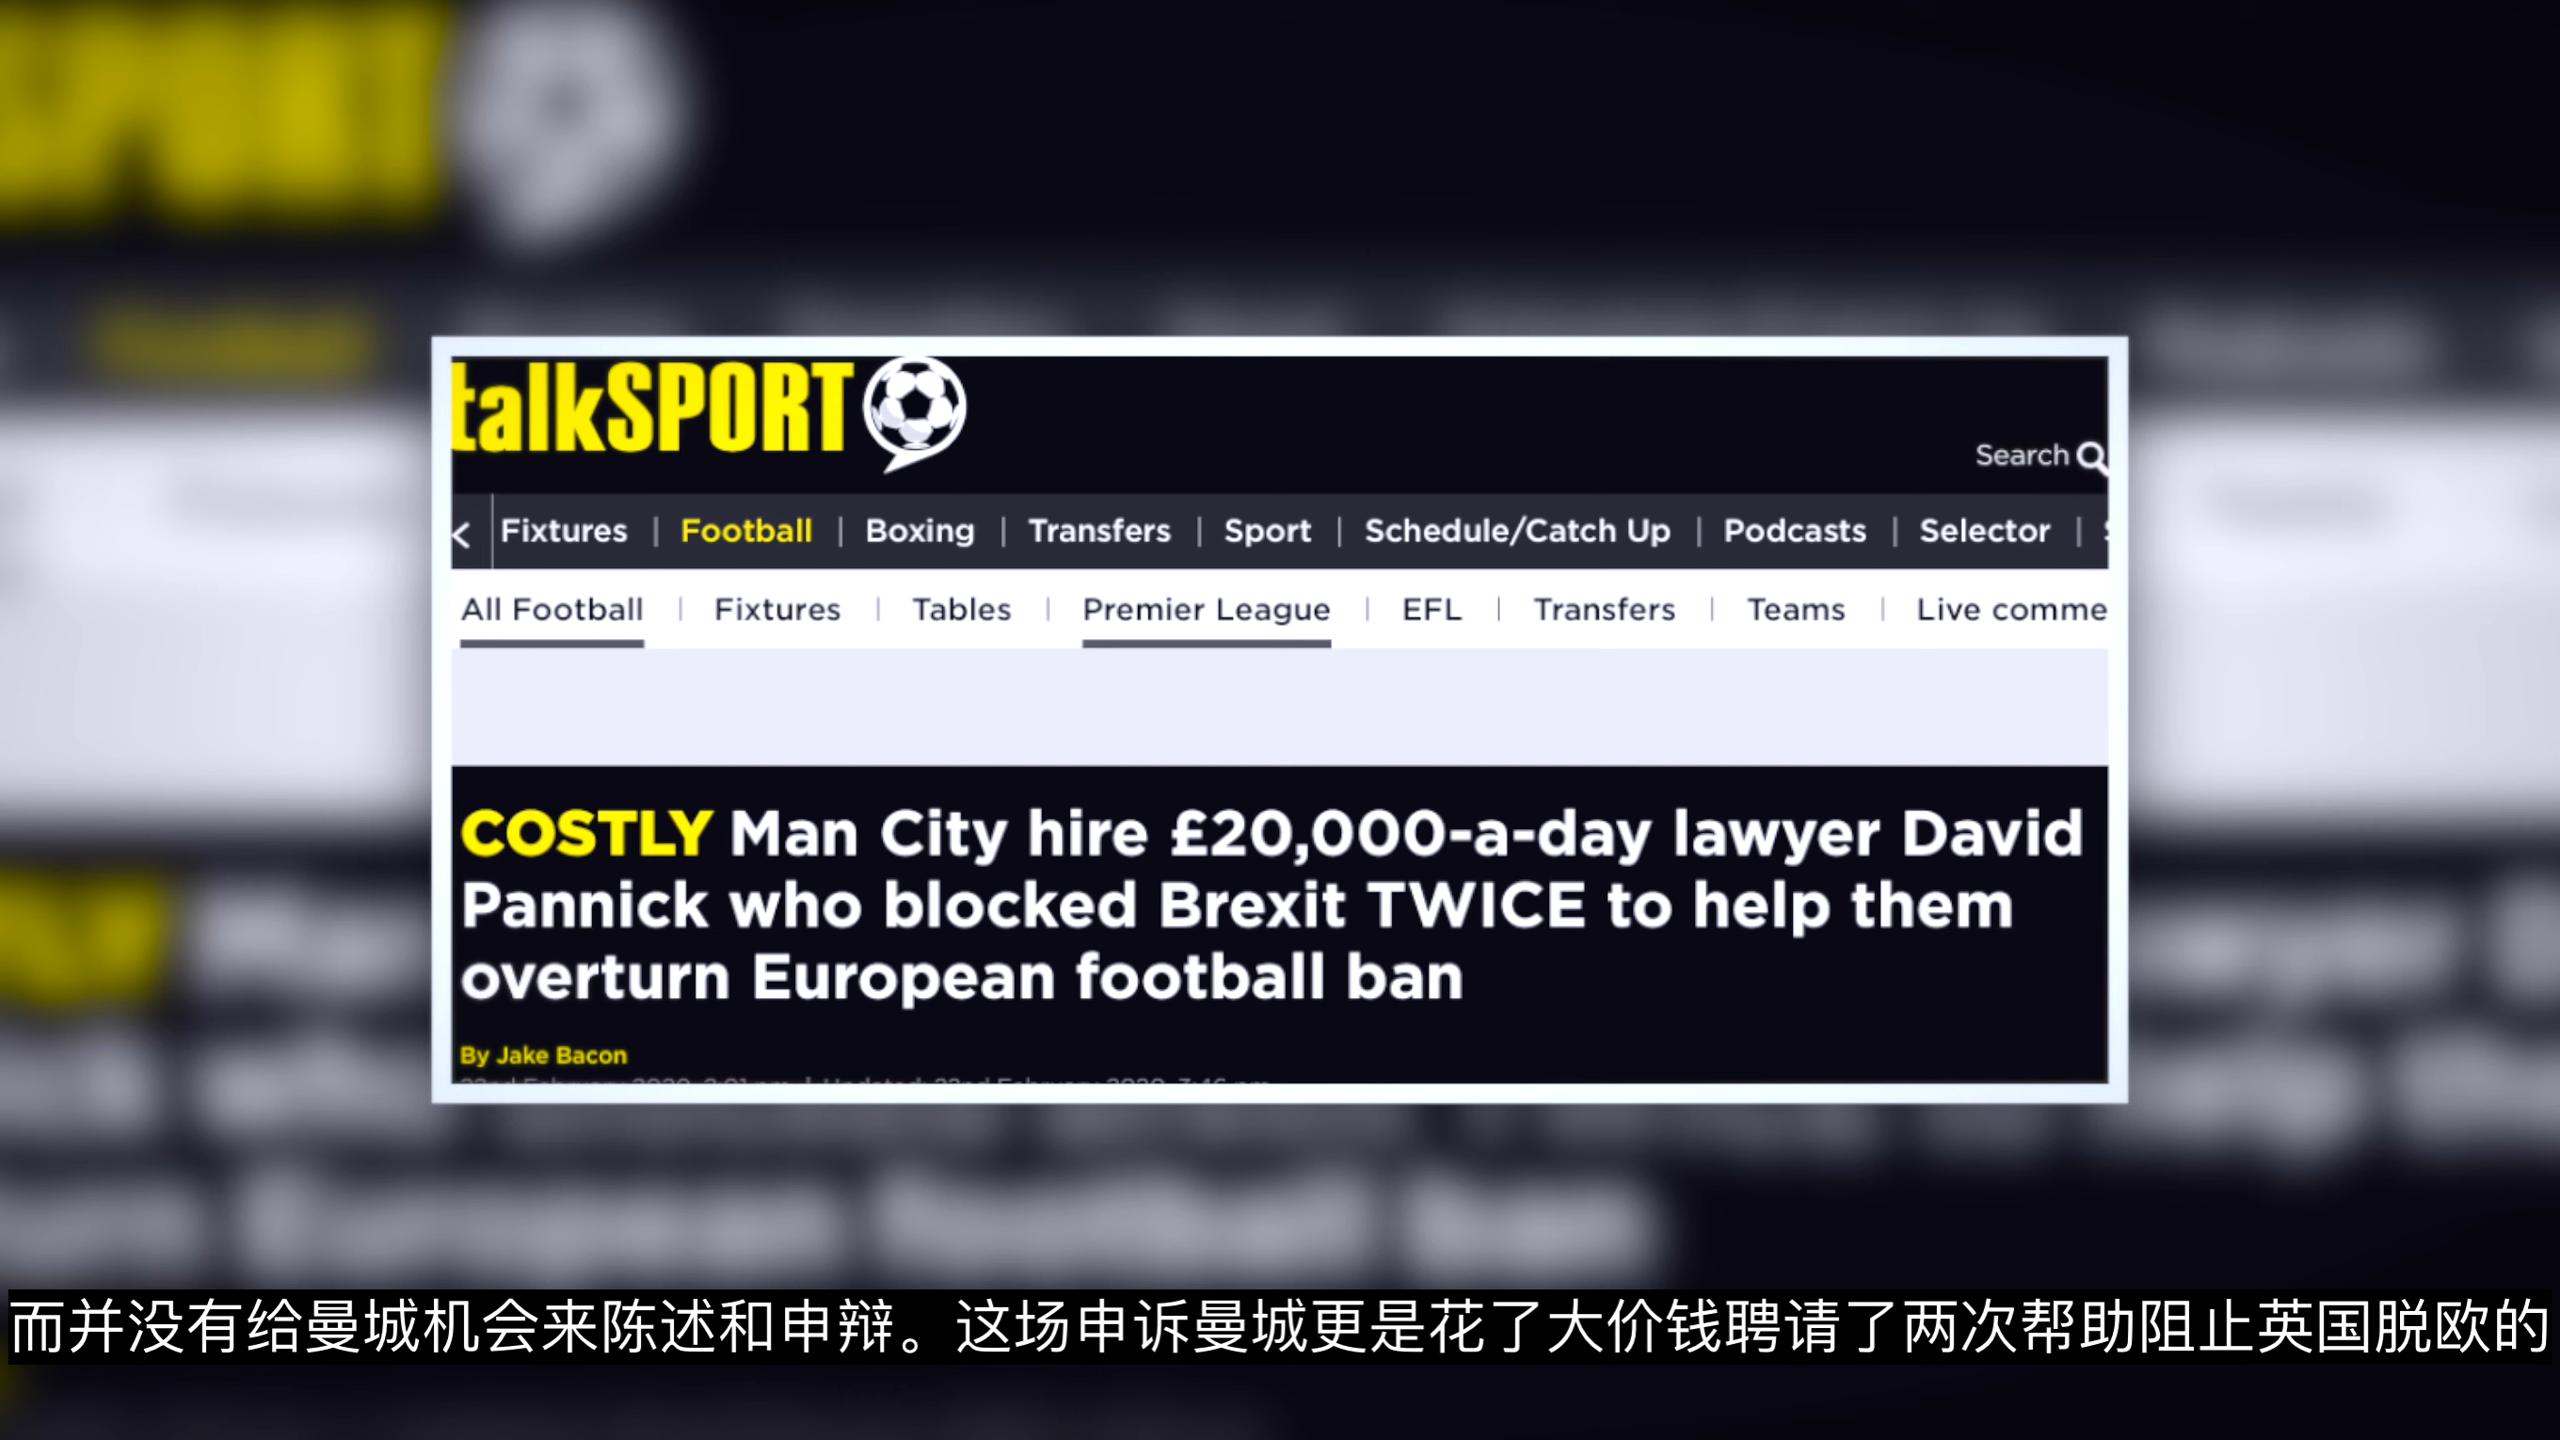 talkSPORT
Search
Fixtures | Football | Boxing | Transfers | Sport | Schedule/Catch Up | Podcasts | Selector |
All Football | Fixtures | Tables | Premier League | EFL | Transfers | Teams | Live comme
COSTLY Man City hire £20,000-a-day lawyer David
Pannick who blocked Brexit TWICE to help them
overturn European football ban
By Jake Bacon
而并没有给曼城机会来陈述和申辩。这场申诉曼城更是花了大价钱聘请了两次帮助阻止英国脱欧的